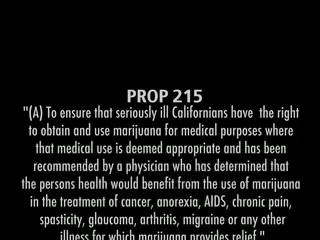 PROP 215
"(A) To ensure that seriously ill Californians have the right
to obtain and use marijuana for medical purposes where
that medical use is deemed appropriate and has been
recommended by a physician who has determined that
the persons health would benefit from the use of marijuana
in the treatment of cancer, anorexia, AIDS, chronic pain,
spasticity, glaucoma, arthritis, migraine or any other
illness for which marijuana provides relief."